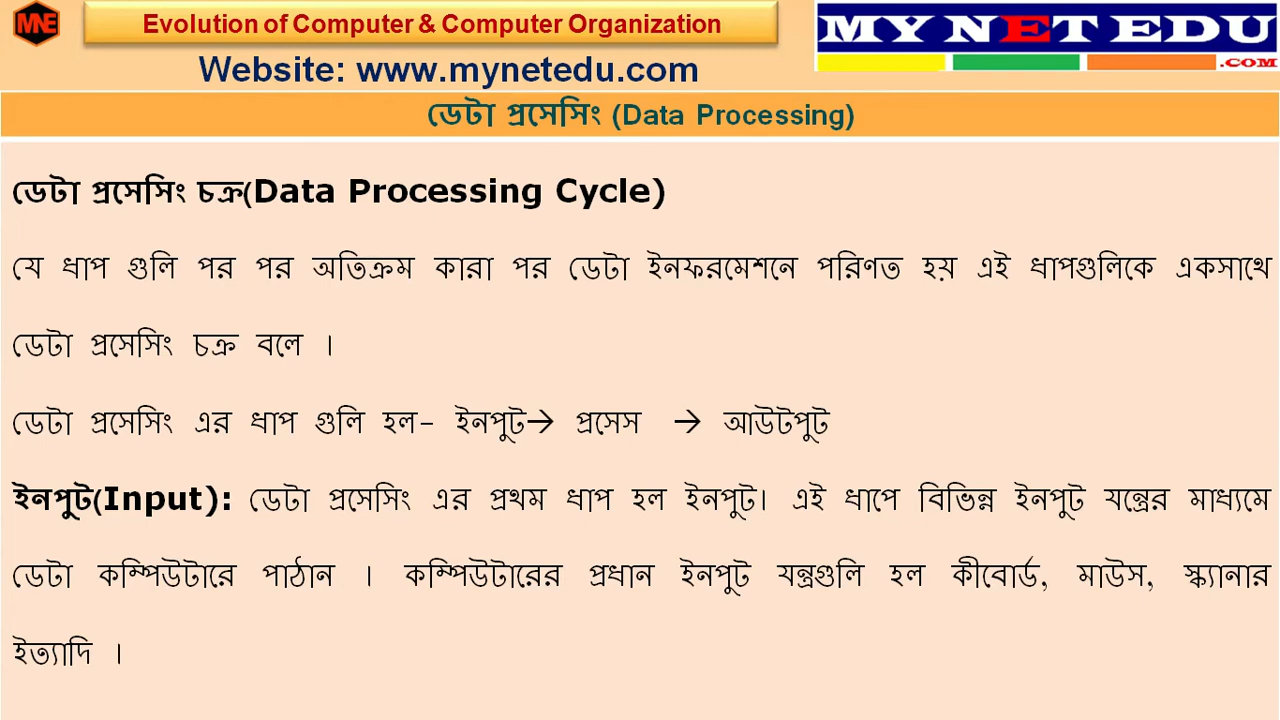 MNE
Evolution of Computer & Computer Organization
MY NET EDU
.COM
Website: www.mynetedu.com
ডেটা প্রসেসিং (Data Processing)
ডেটা প্রসেসিং চক্র(Data Processing Cycle)
যে ধাপ গুলি পর পর অতিক্রম কারা পর ডেটা ইনফরমেশনে পরিণত হয় এই ধাপগুলিকে একসাথে
ডেটা প্রসেসিং চক্র বলে ।
ডেটা প্রসেসিং এর ধাপ গুলি হল– ইনপুট→ প্রসেস → আউটপুট
ইনপুট(Input): ডেটা প্রসেসিং এর প্রথম ধাপ হল ইনপুট। এই ধাপে বিভিন্ন ইনপুট যন্ত্রের মাধ্যমে
ডেটা কম্পিউটারে পাঠান । কম্পিউটারের প্রধান ইনপুট যন্ত্রগুলি হল কীবোর্ড, মাউস, স্ক্যানার
ইত্যাদি ।